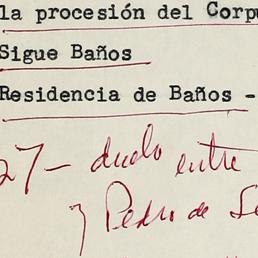 la procesión del Corpu
Sigue Baños
Residencia de Baños -
27 - duelo entre
y Pedro de